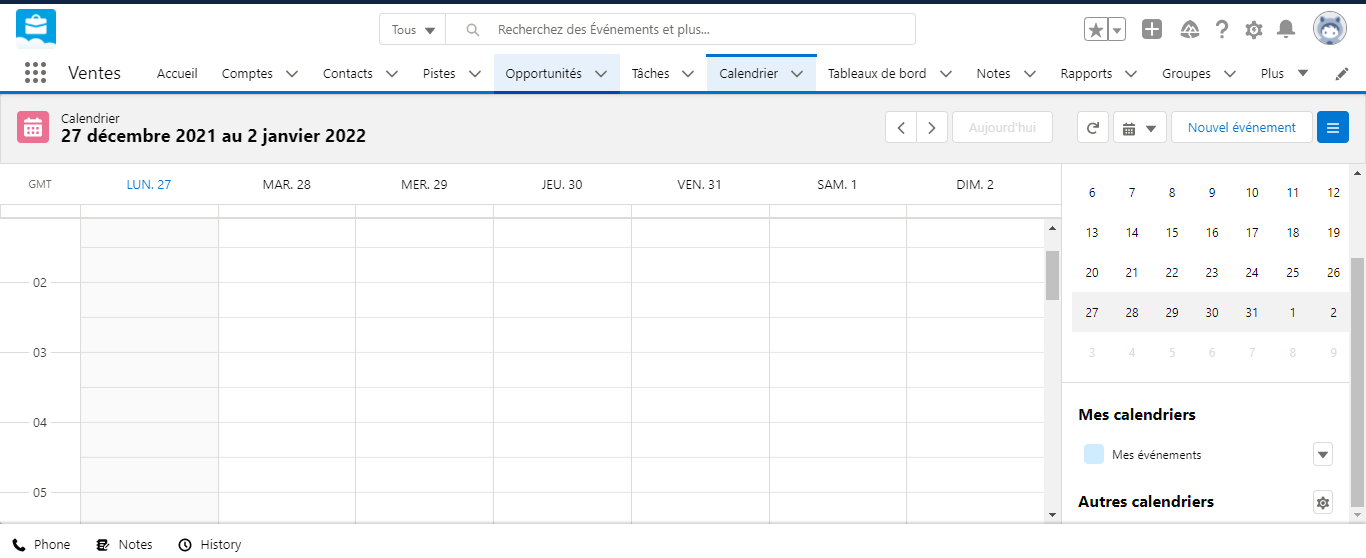 Tous Recherchez des Événements et plus...
Ventes Accueil Comptes Contacts Pistes Opportunités Tâches Calendrier Tableaux de bord Notes Rapports Groupes Plus
Calendrier
27 décembre 2021 au 2 janvier 2022
Aujourd'hui Nouvel événement
GMT LUN. 27 MAR. 28 MER. 29 JEU. 30 VEN. 31 SAM. 1 DIM. 2
02
03
04
05
6 7 8 9 10 11 12
13 14 15 16 17 18 19
20 21 22 23 24 25 26
27 28 29 30 31 1 2
3 4 5 6 7 8 9
Mes calendriers
Mes événements
Autres calendriers
Phone Notes History